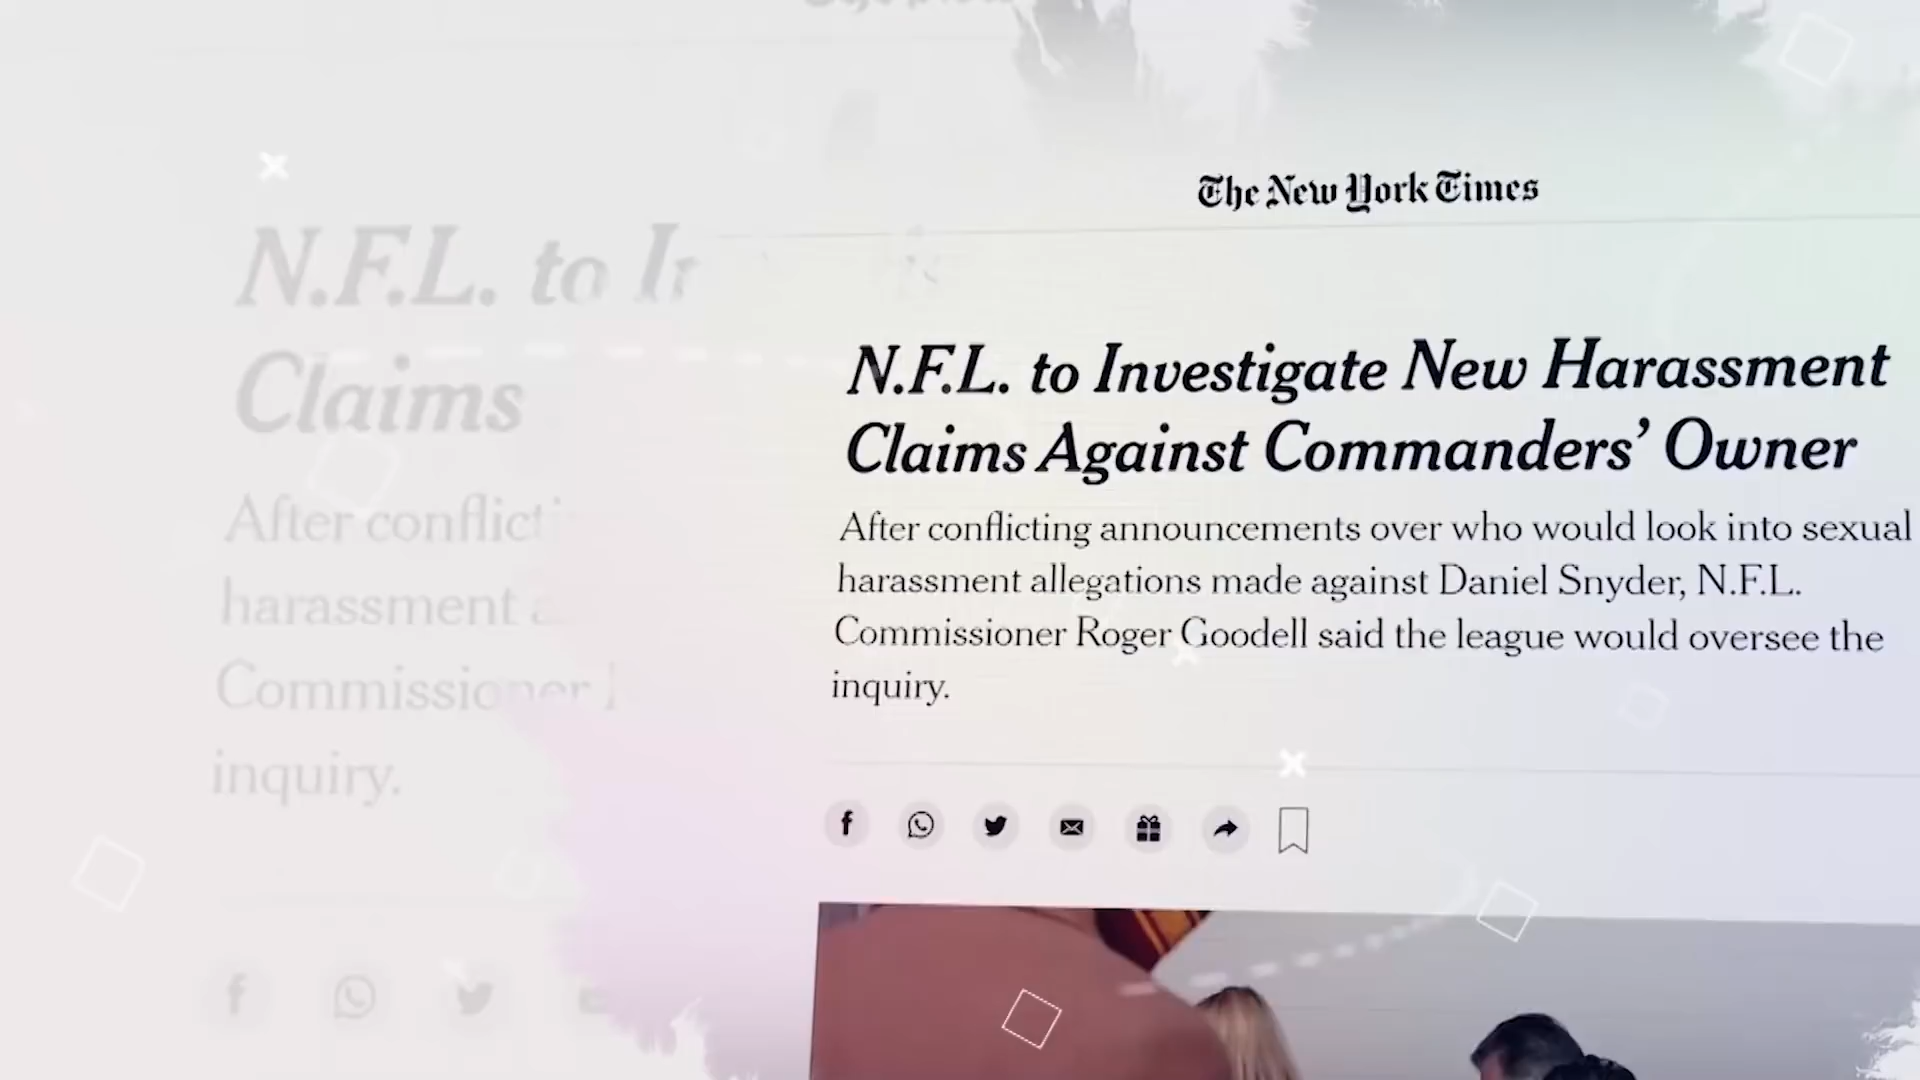 The New York Times
N.F.L. to Investigate New Harassment
Claims Against Commanders' Owner
After conflicting announcements over who would look into sexual
harassment allegations made against Daniel Snyder, N.F.L.
Commissioner Roger Goodell said the league would oversee the
inquiry.
N.F.L. to
Claims
After
harassment
Commissioner
inquiry.